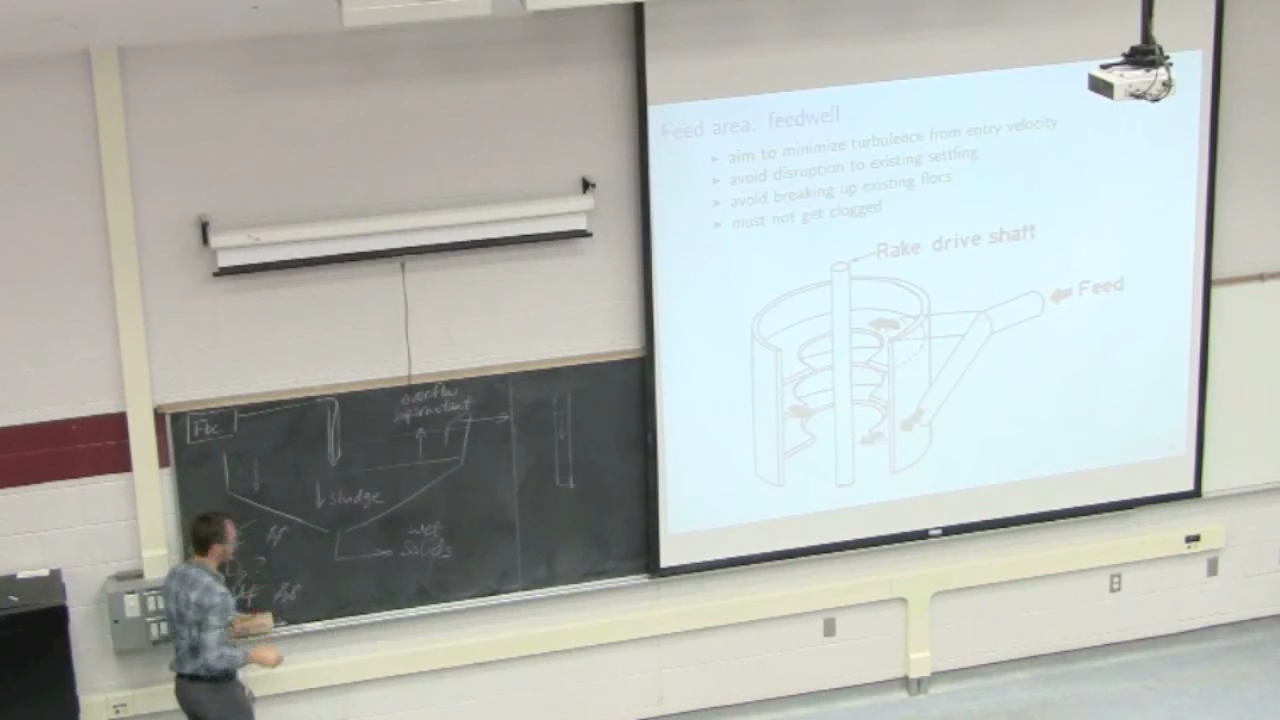 Feed area: feedwell
▸ aim to minimize turbulence from entry velocity
▸ avoid disruption to existing settling
▸ avoid breaking up existing flocs
▸ must not get clogged
Rake drive shaft
Feed
overflow
sludge
wet
solids